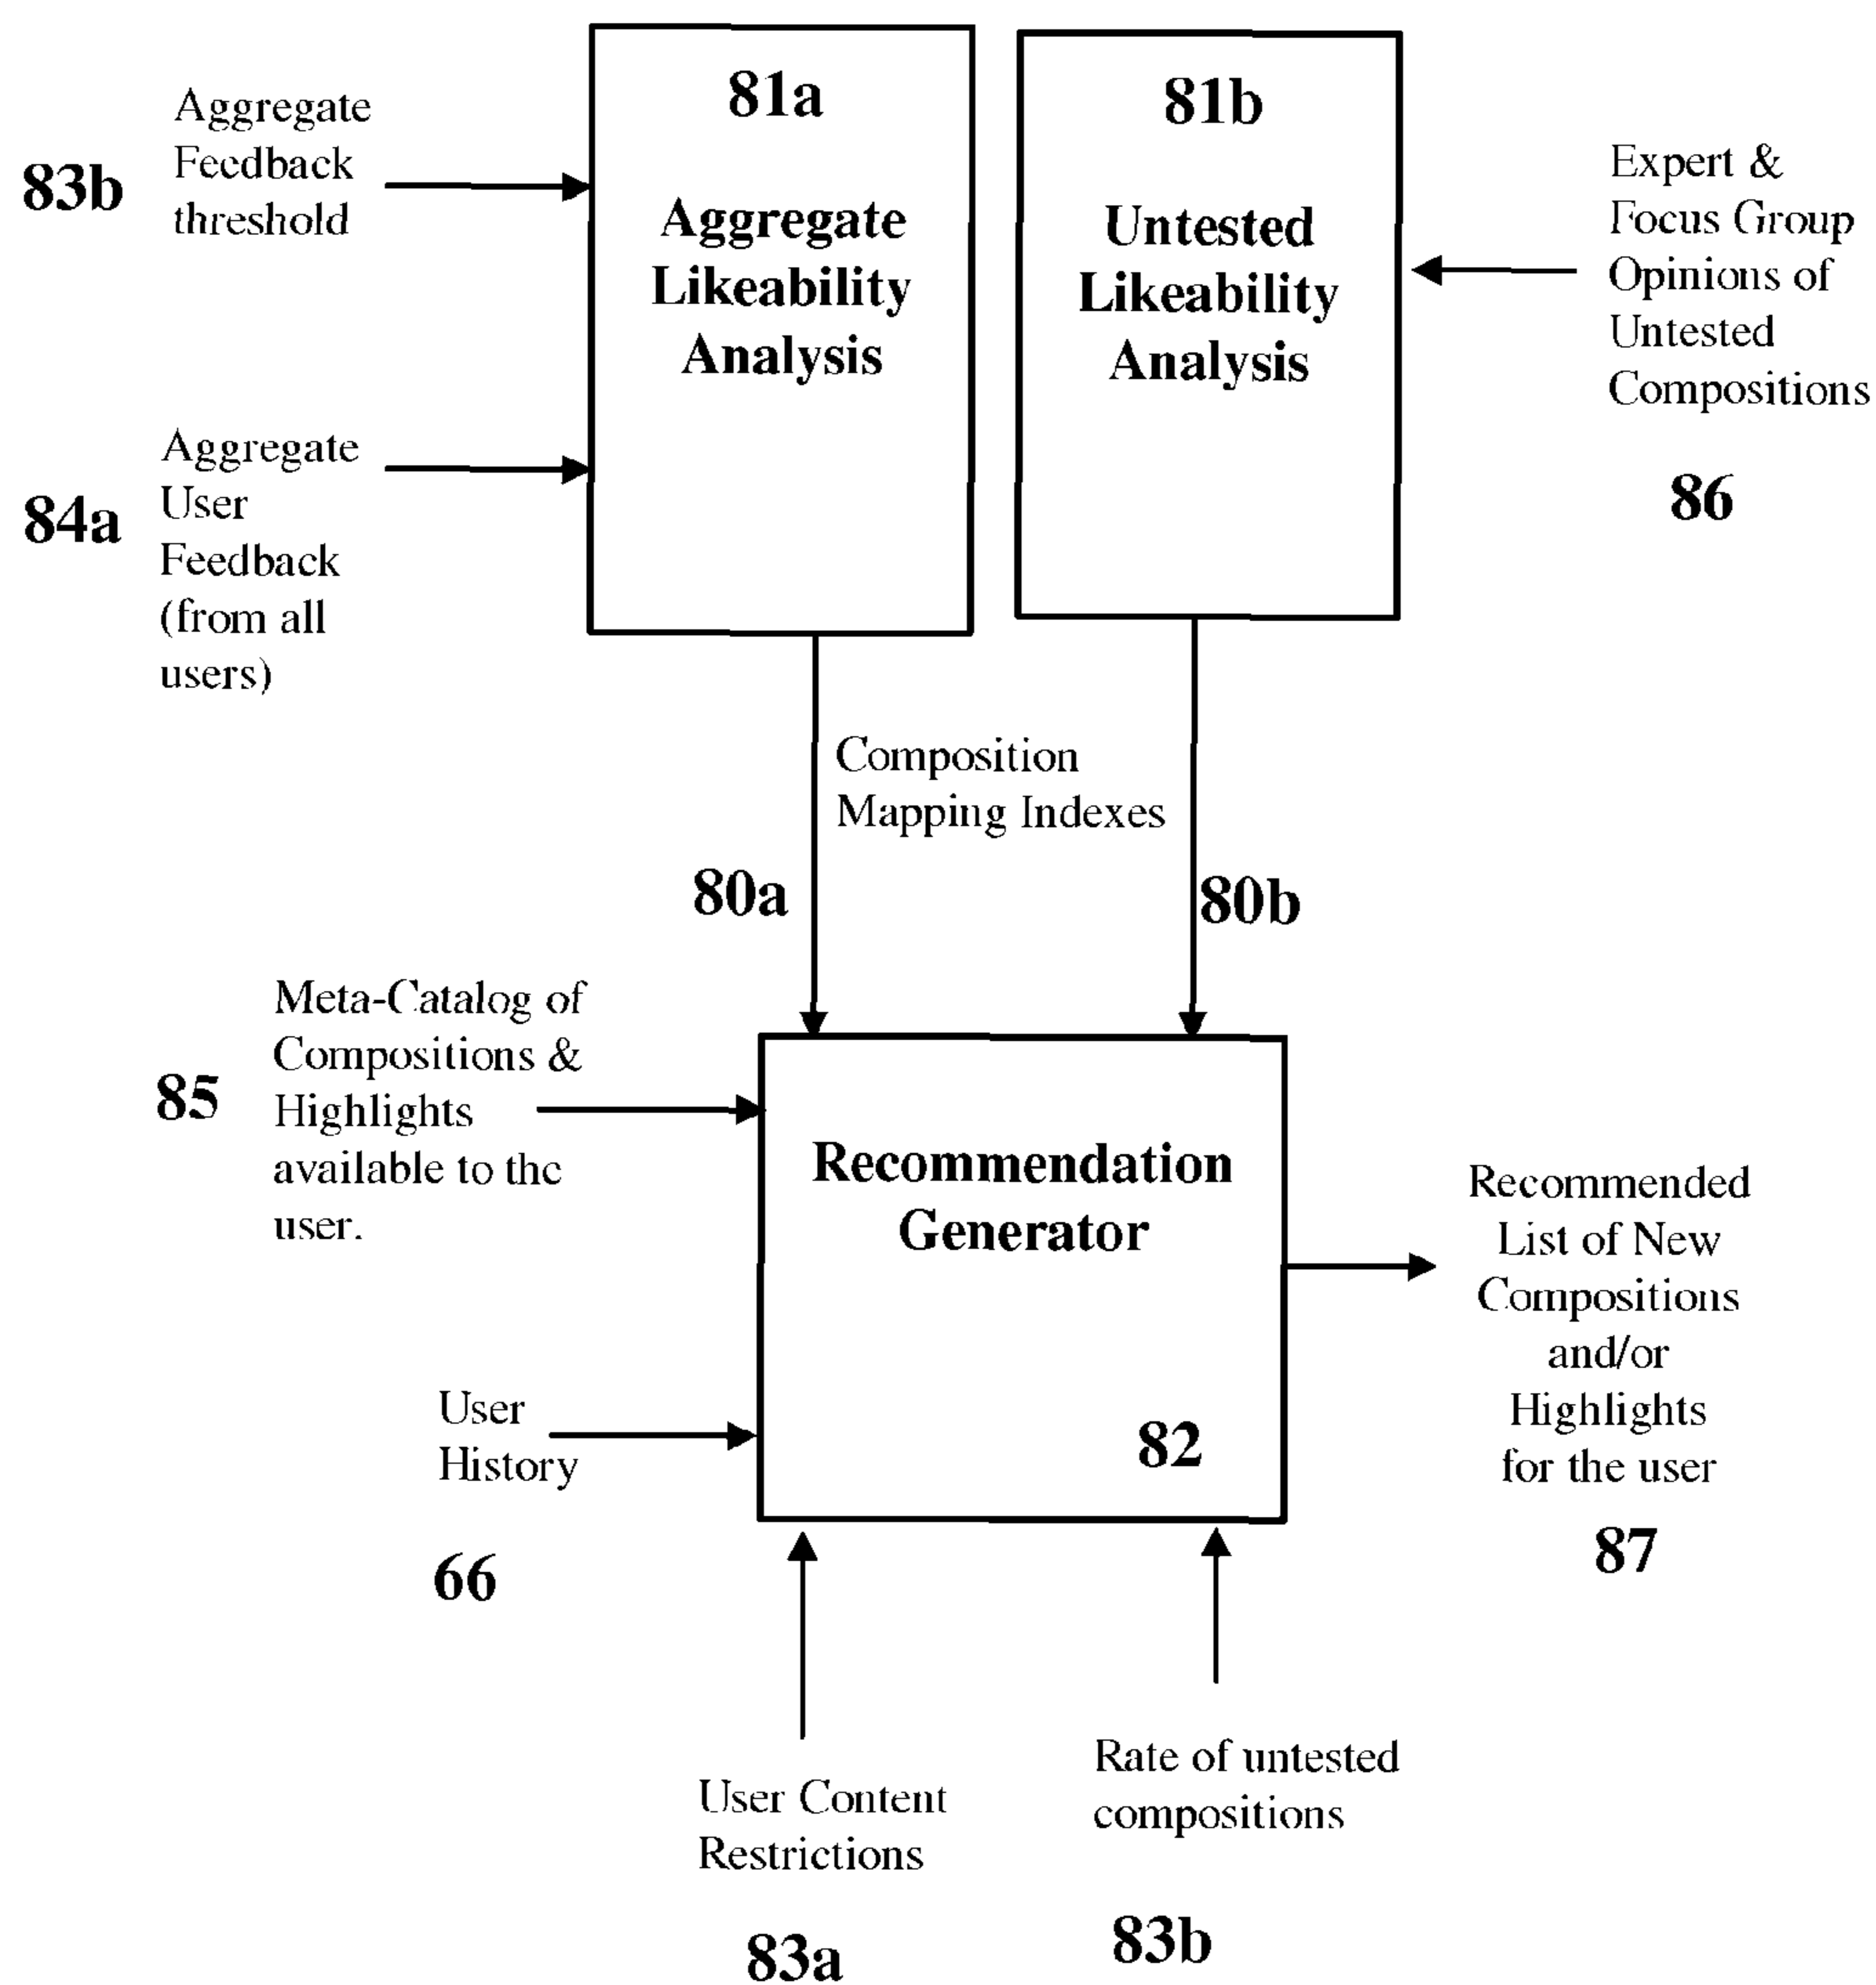 81a
Aggregate
Likeability
Analysis
81b
Untested
Likeability
Analysis
83b
Aggregate
Feedback
threshold
84a
Aggregate
User
Feedback
(from all
users)
Expert &
Focus Group
Opinions of
Untested
Compositions
86
Composition
Mapping Indexes
80a
80b
85
Meta-Catalog of
Compositions &
Highlights
available to the
user.
Recommendation
Generator
82
User
History
66
Recommended
List of New
Compositions
and/or
Highlights
for the user
87
User Content
Restrictions
83a
Rate of untested
compositions
83b